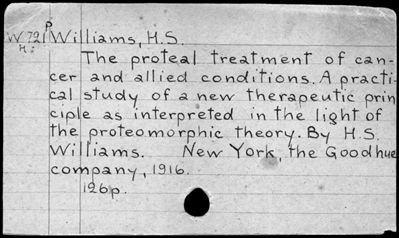 P
W721 Williams, H.S.
H:
The proteal treatment of can-
cer and allied conditions. A practi-
cal study of a new therapeutic prin
ciple as interpreted in the light of
the proteomorphic theory. By H.S.
Williams. New York, the Goodhue
company, 1916.
126p.